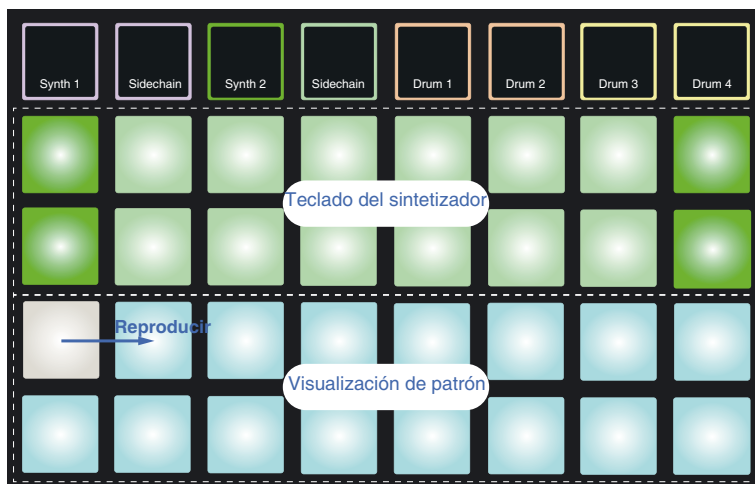 Synth 1 Sidechain Synth 2 Sidechain Drum 1 Drum 2 Drum 3 Drum 4
Teclado del sintetizador
Reproducir
Visualización de patrón